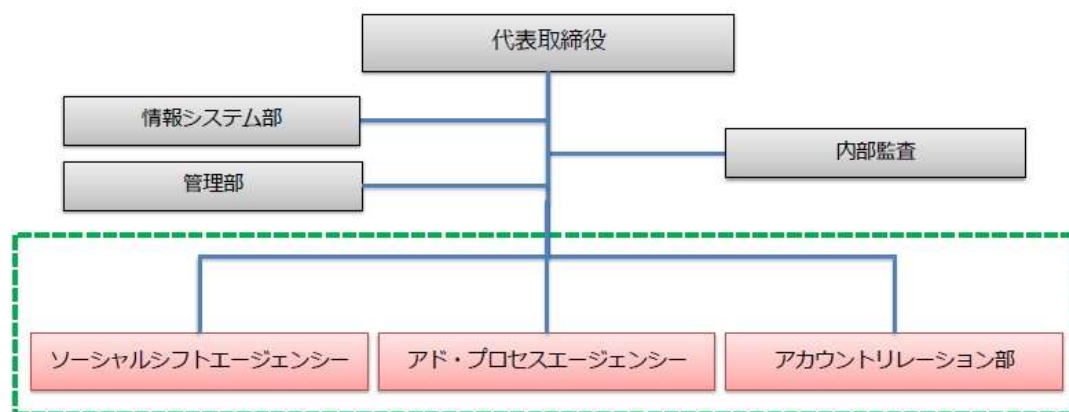 代表取締役
情報システム部
内部監査
管理部
ソーシャルシフトエージェンシー
アド・プロセスエージェンシー
アカウントリレーション部